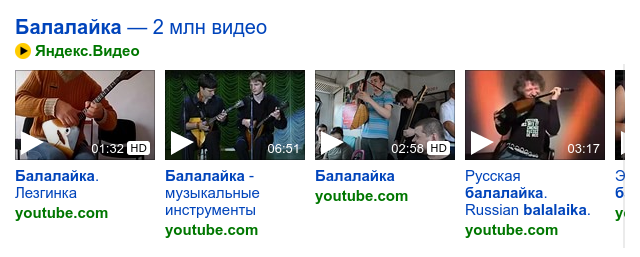 Балалайка — 2 млн видео
Яндекс.Видео
01:32 HD
06:51
02:58 HD
03:17
Балалайка.
Лезгинка
youtube.com
Балалайка -
музыкальные
инструменты
youtube.com
Балалайка
youtube.com
Русская
балалайка.
Russian balalaika.
youtube.com